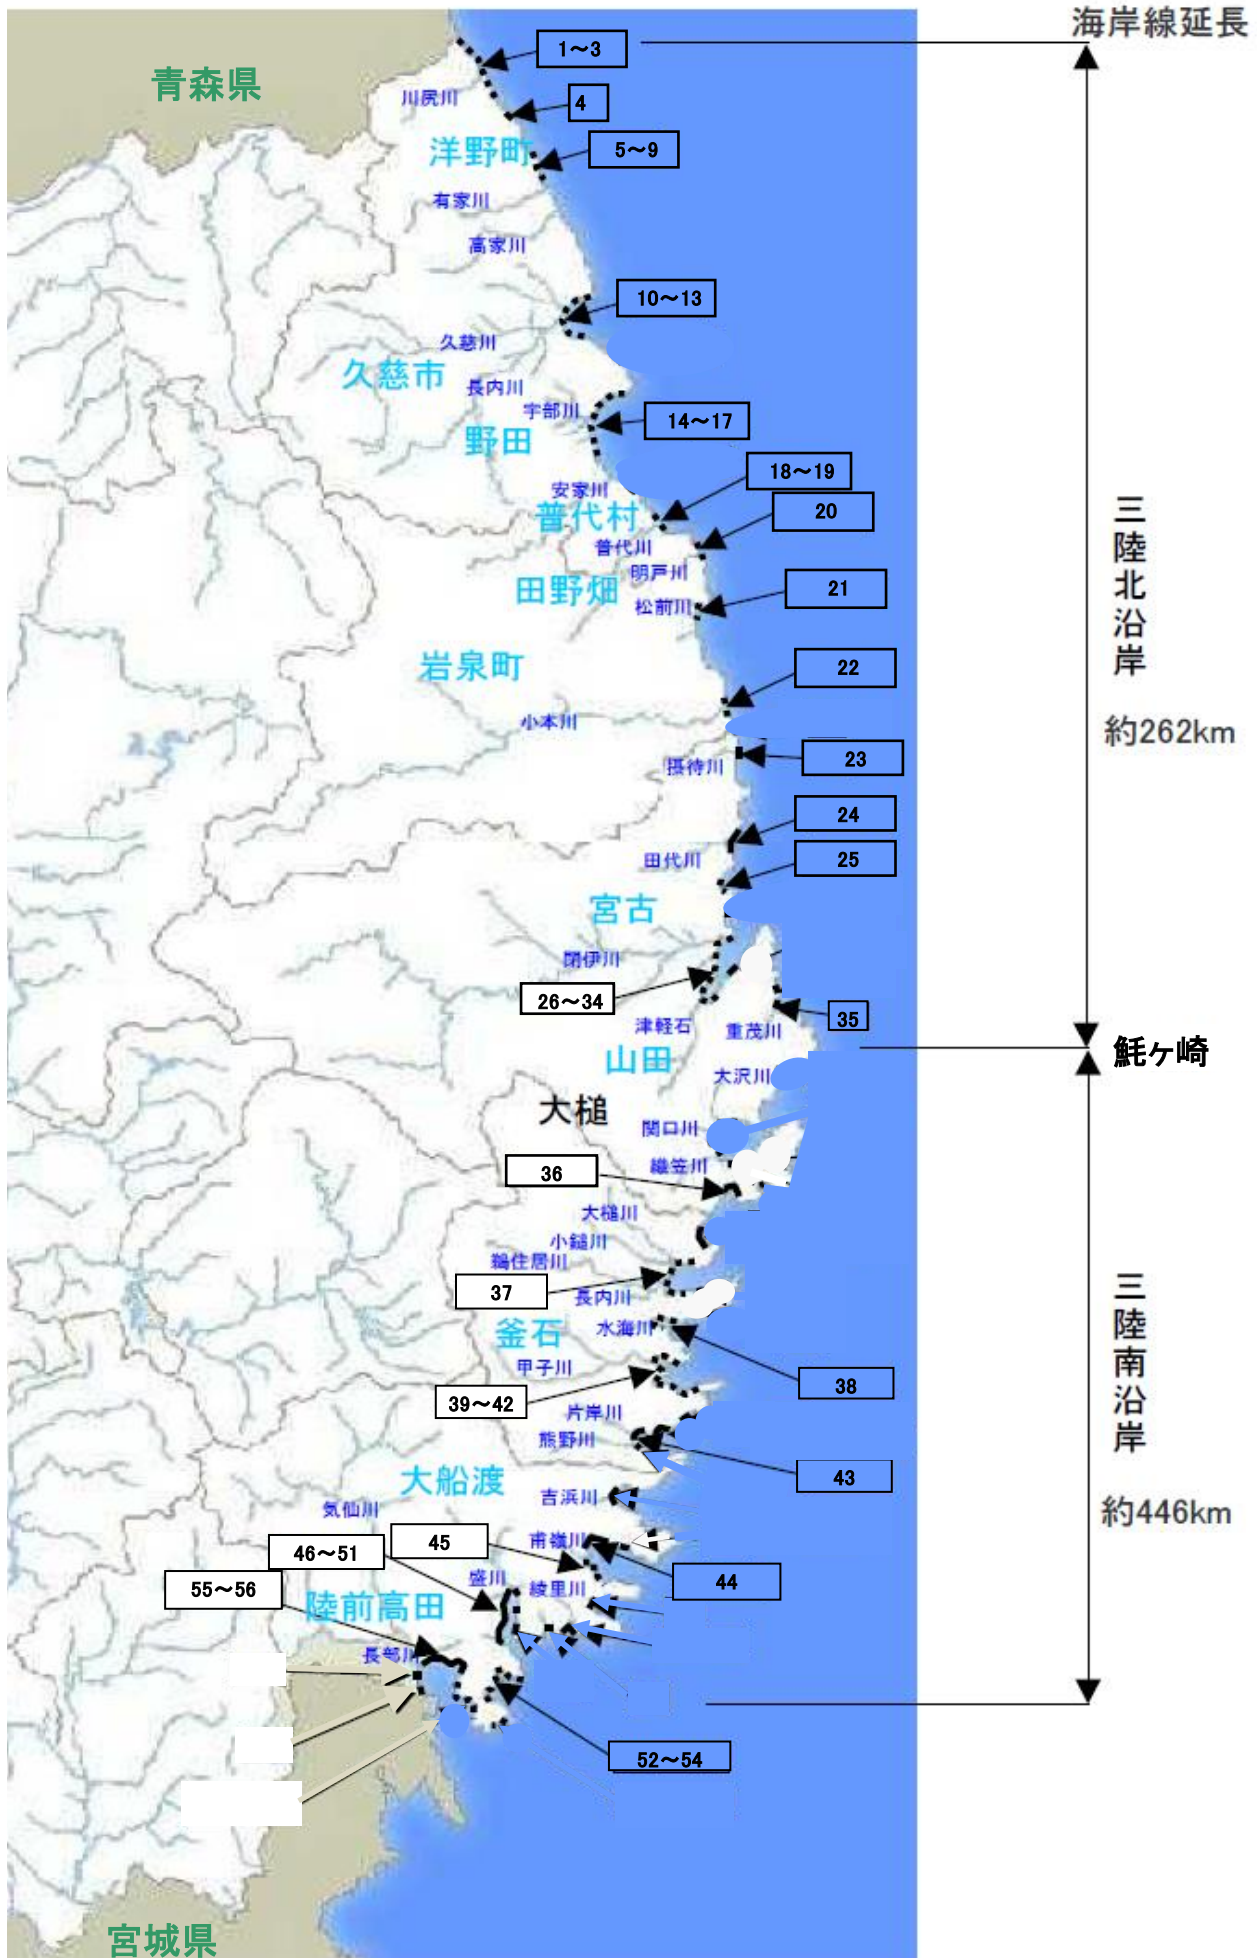 海岸線延長
1～3
青森県
川尻川
4
洋野町
5～9
有家川
高家川
10～13
久慈川
久慈市
長内川
宇部川
14～17
野田
18～19
安家川
20
普代村
普代川
明戸川
田野畑
21
松前川
三陸北沿岸
岩泉町
22
小本川
約262km
摂待川
23
24
田代川
25
宮古
閉伊川
26～34
35
津軽石
重茂川
山田
魹ヶ崎
大沢川
大槌
関口川
36
織笠川
大槌川
小鎚川
鵜住居川
37
長内川
釜石
水海川
三陸南沿岸
甲子川
38
39～42
片岸川
熊野川
43
大船渡
吉浜川
気仙川
約446km
45
甫嶺川
46～51
44
盛川
綾里川
55～56
陸前高田
長部川
52～54
宮城県